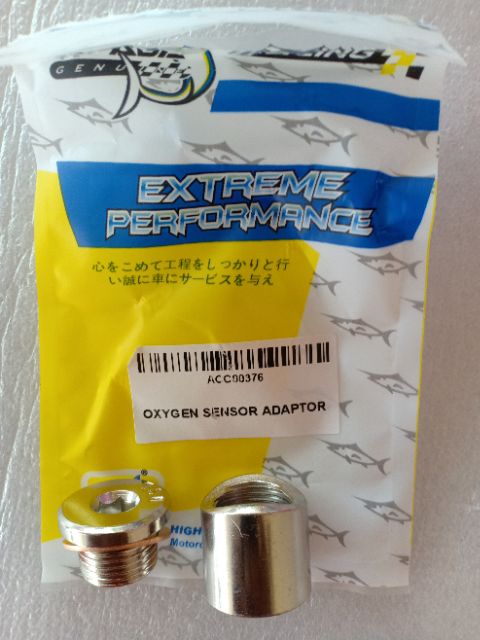 GENU
EXTREME
PERFORMANCE
心をこめて工程をしっかりと行
い誠に車にサービスを与え
ACC00376
OXYGEN SENSOR ADAPTOR
®
HIGH
Motorc